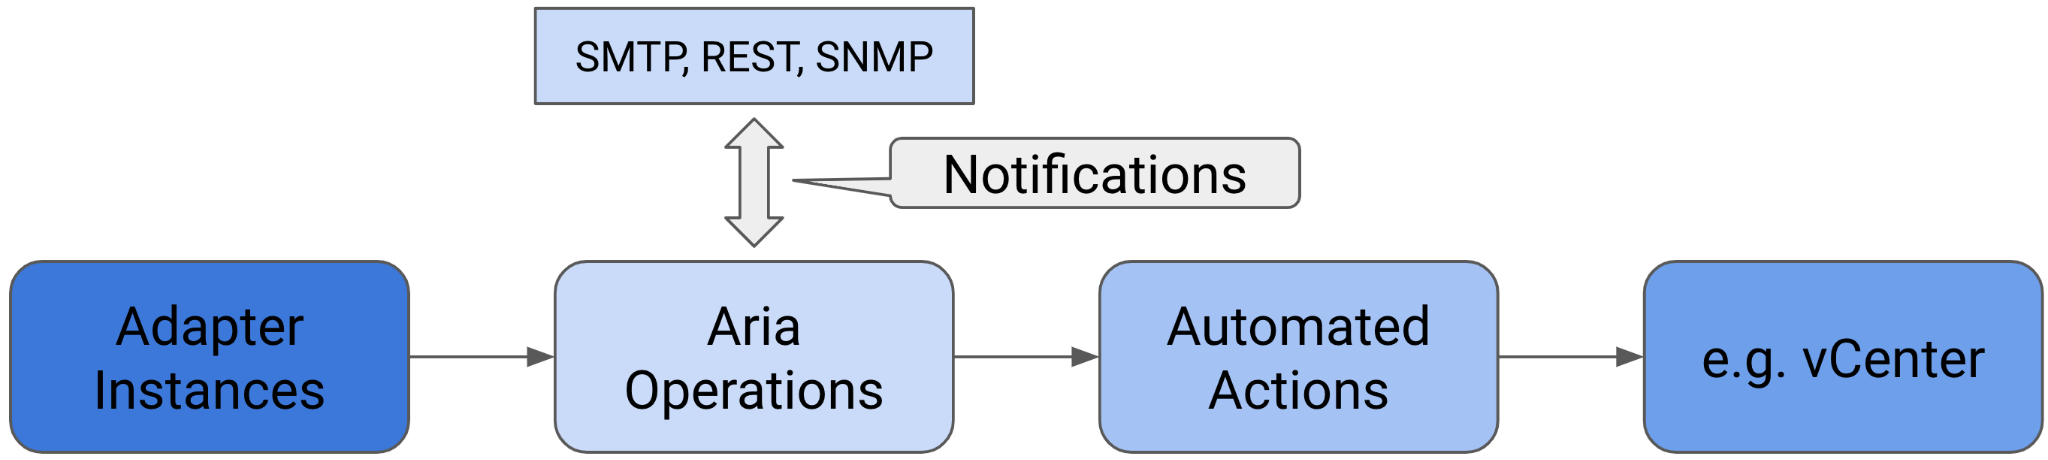 SMTP, REST, SNMP
Notifications
Adapter
Instances
Aria
Operations
Automated
Actions
e.g. vCenter